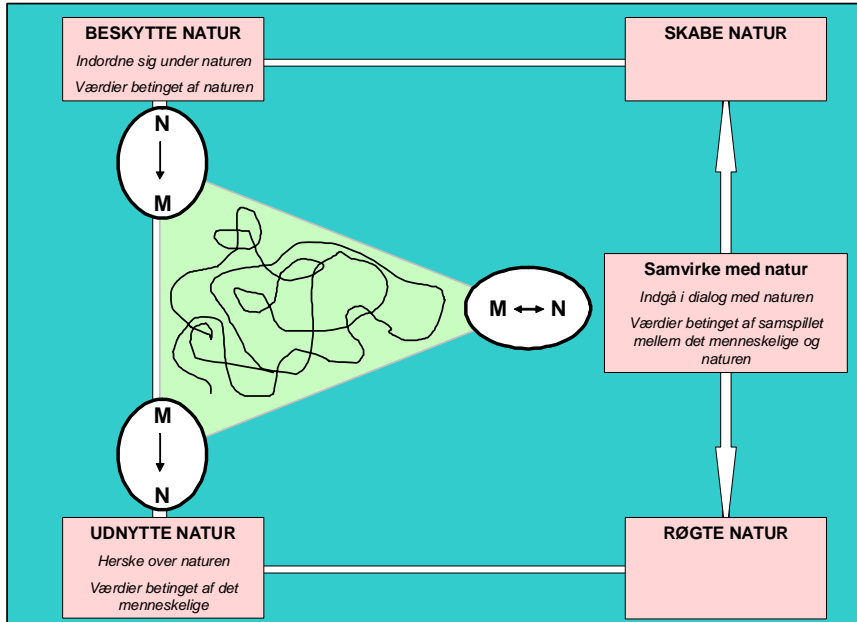 BESKYTTE NATUR
Indordne sig under naturen
Værdier betinget af naturen
SKABE NATUR
N
M
Samvirke med natur
Indgå i dialog med naturen
Værdier betinget af samspillet
mellem det menneskelige og
naturen
M N
M
N
UDNYTTE NATUR
Herske over naturen
Værdier betinget af det
menneskelige
RØGTE NATUR